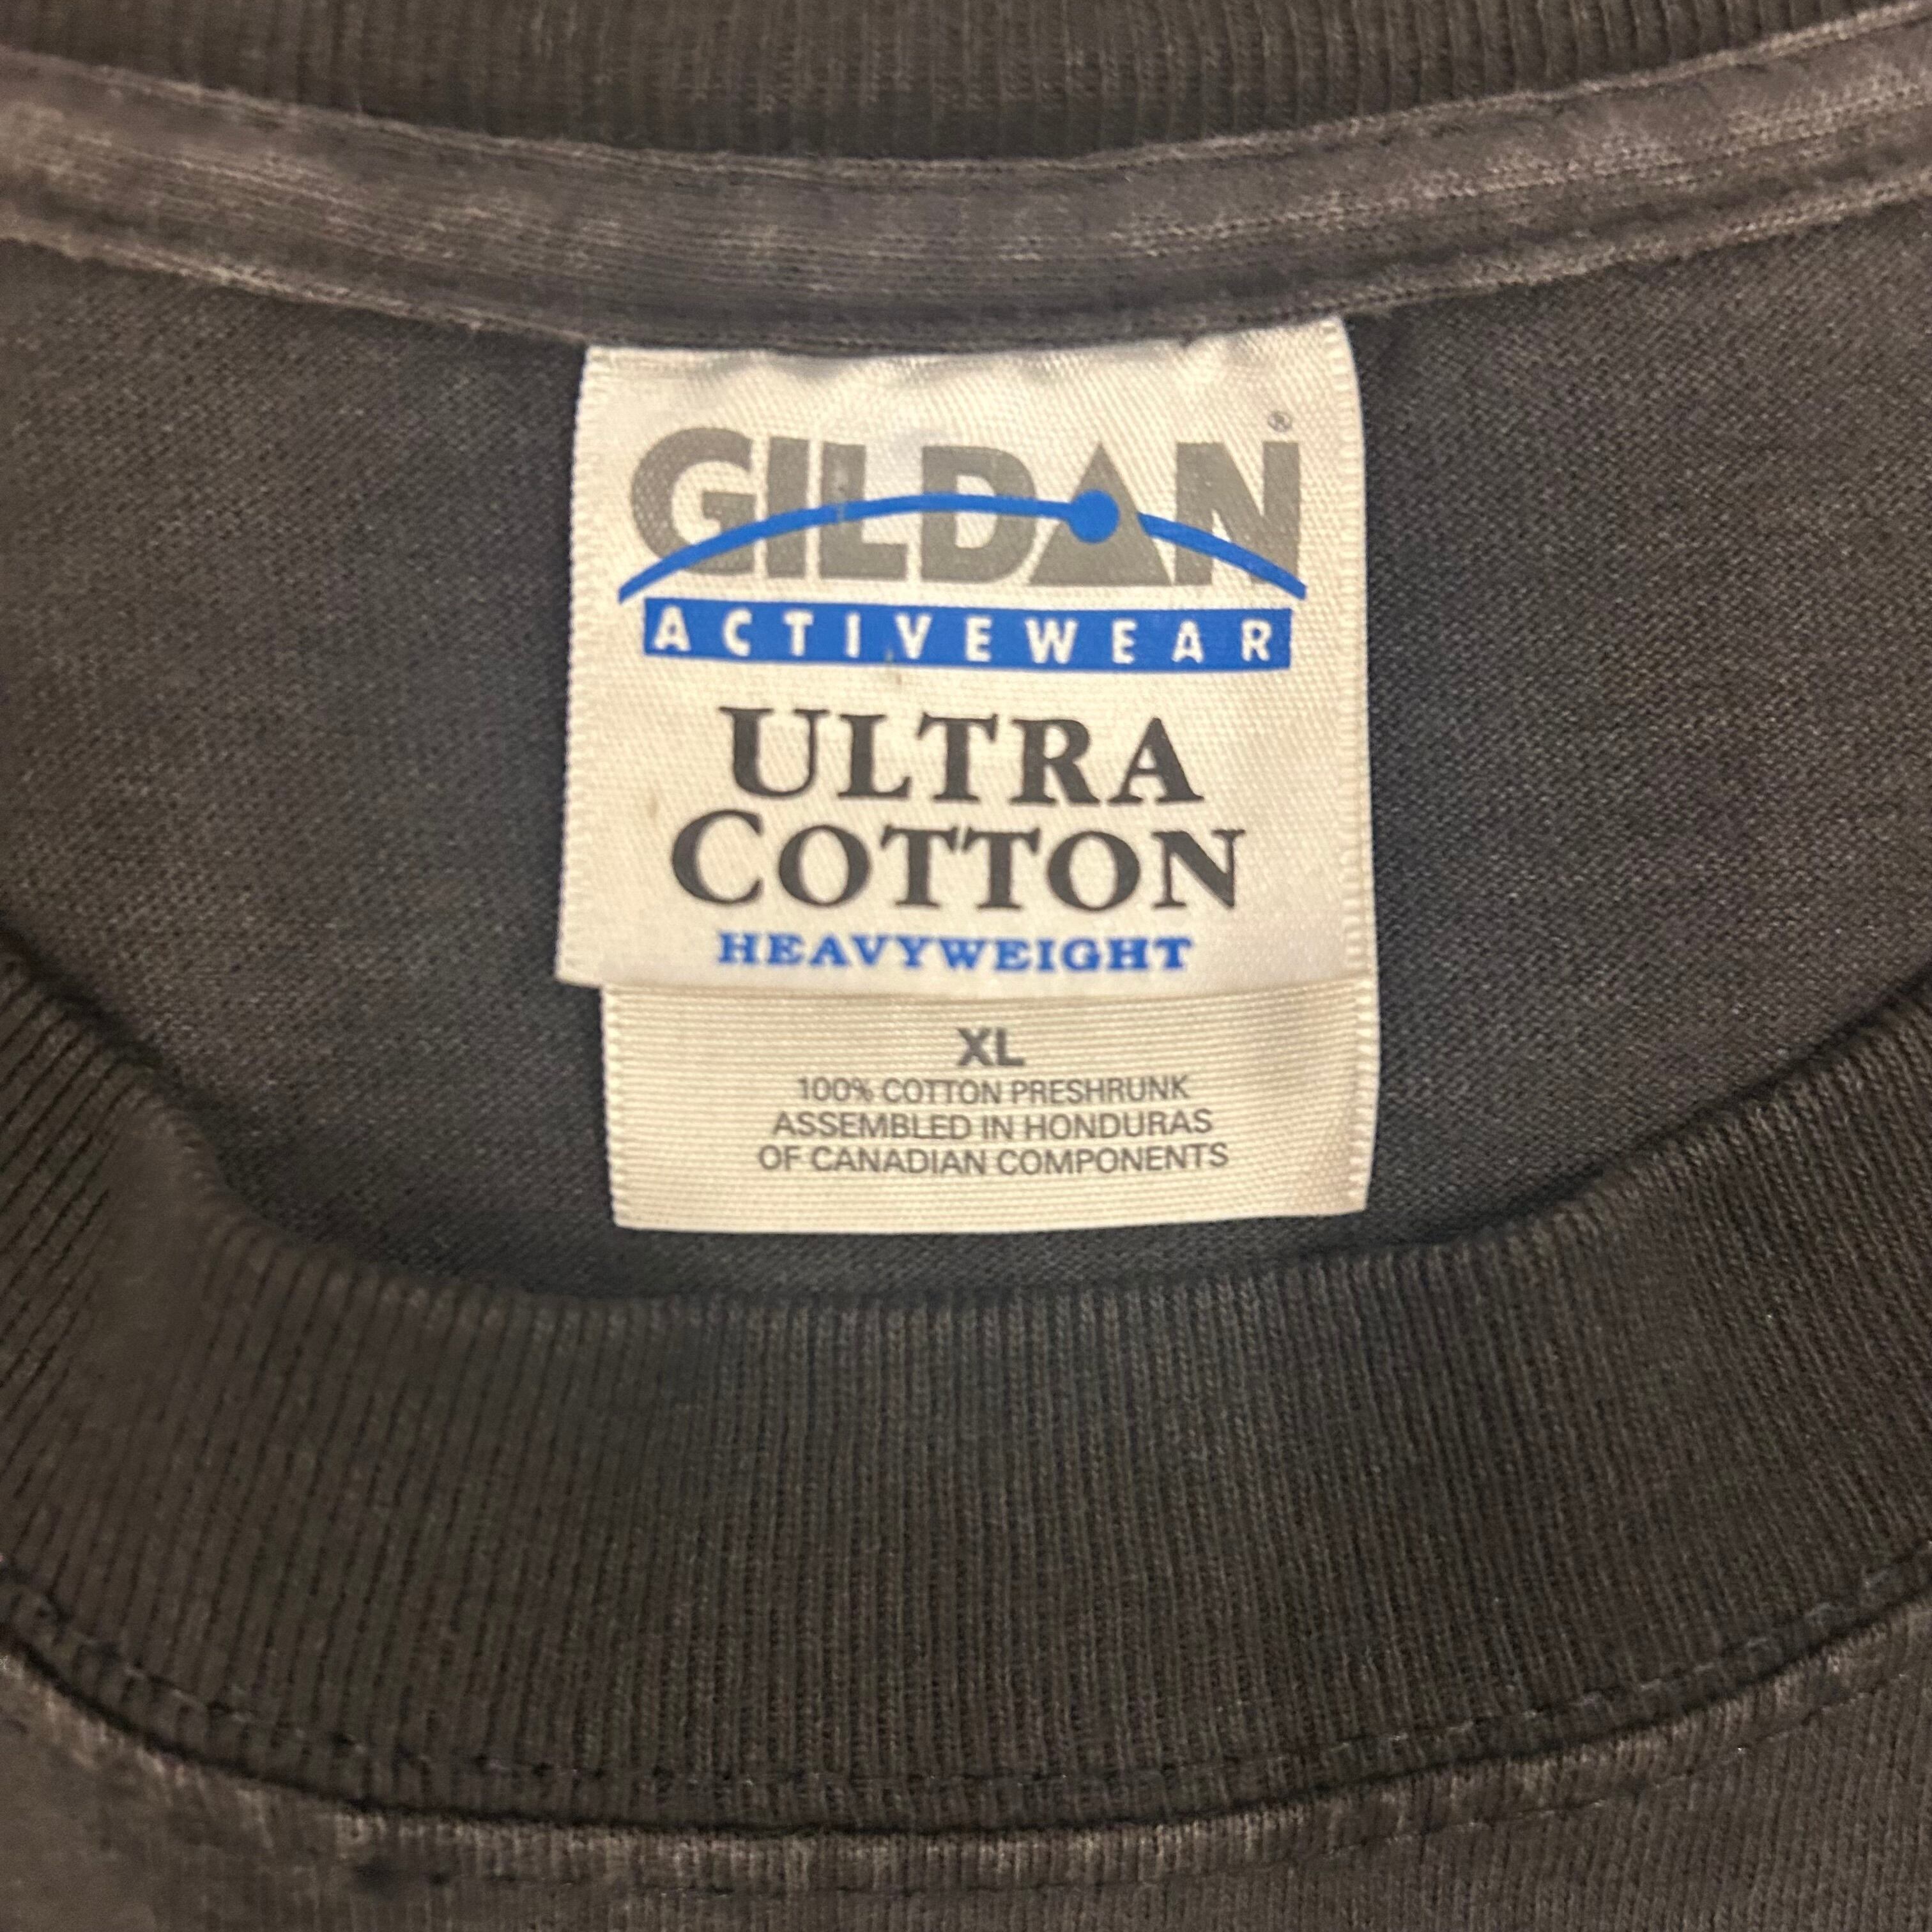 GILDAN®
ACTIVEWEAR
ULTRA
COTTON
HEAVYWEIGHT
XL
100% COTTON PRESHRUNK
ASSEMBLED IN HONDURAS
OF CANADIAN COMPONENTS